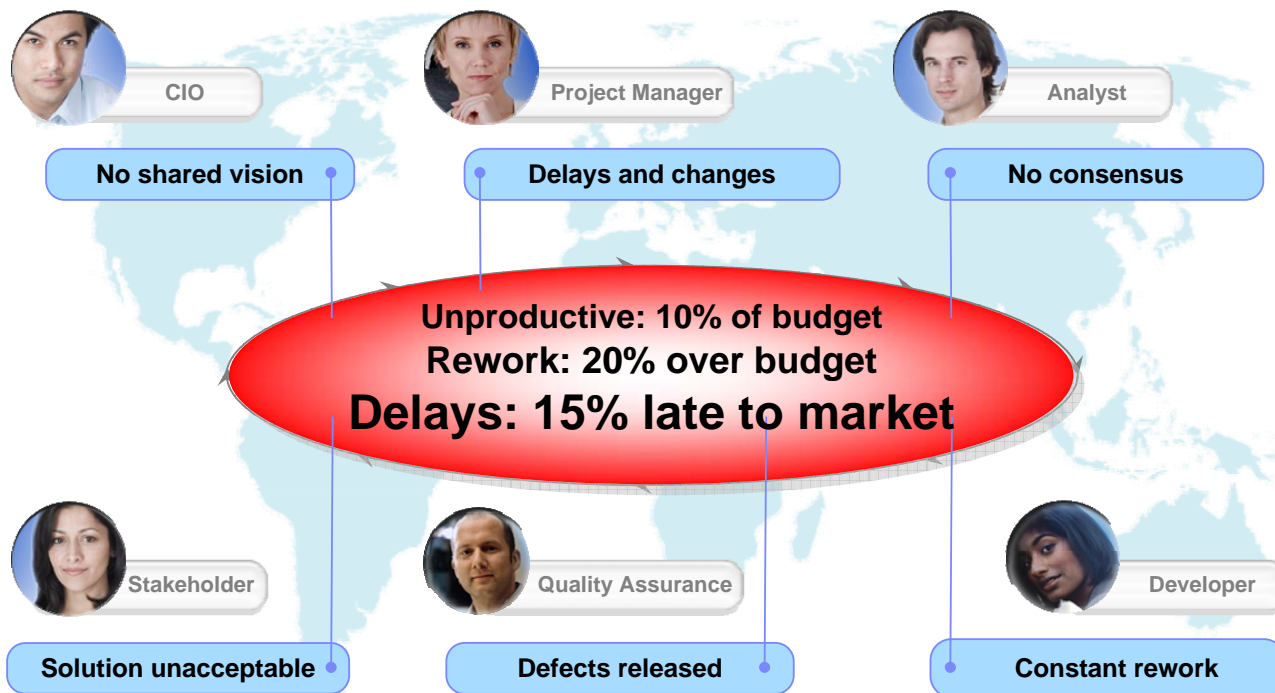 CIO
Project Manager
Analyst
No shared vision
Delays and changes
No consensus
Unproductive: 10% of budget
Rework: 20% over budget
Delays: 15% late to market
Stakeholder
Quality Assurance
Developer
Solution unacceptable
Defects released
Constant rework